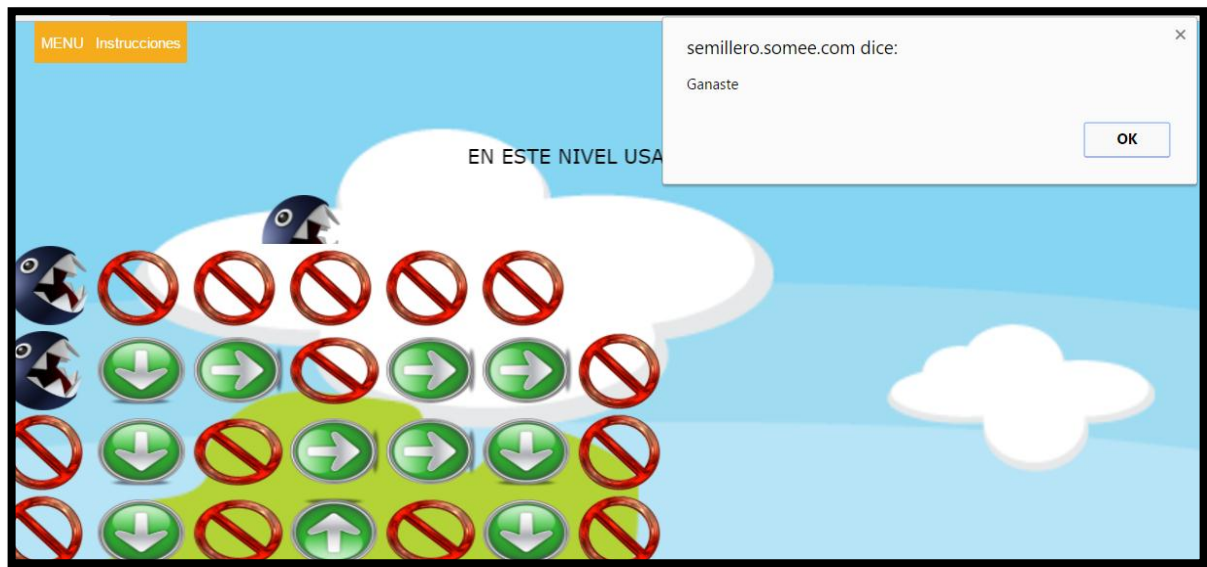 MENU Instrucciones
semillero.somee.com dice:
Ganaste
OK
EN ESTE NIVEL USA